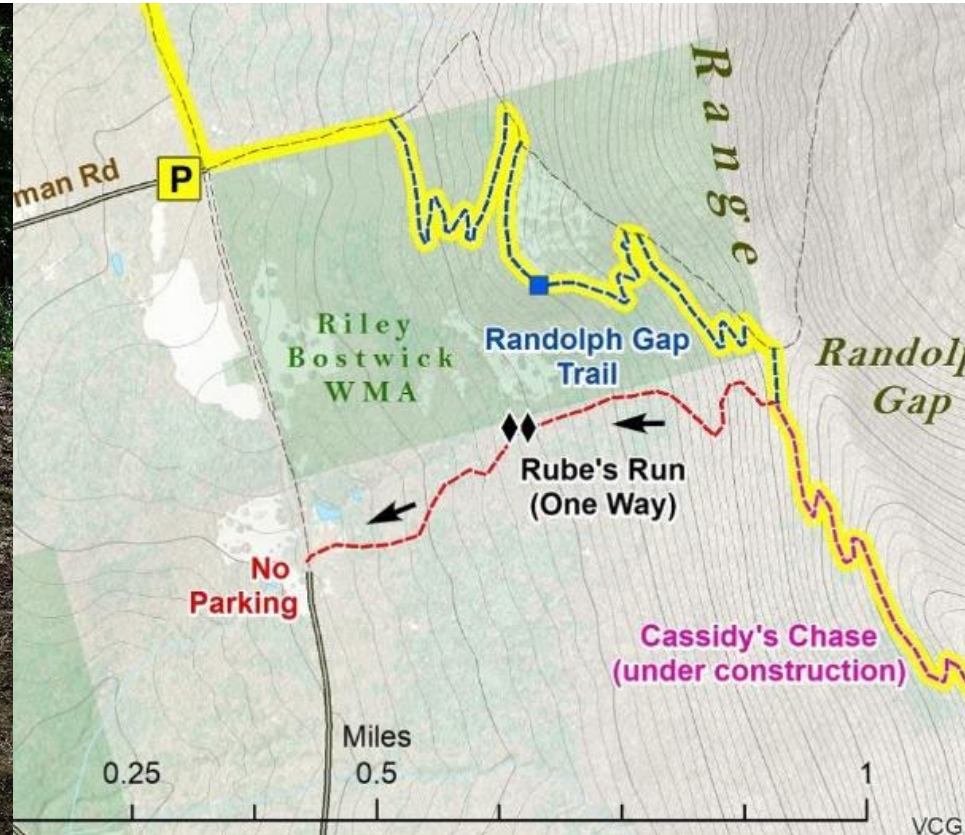 Range
man Rd
P
Riley
Bostwick
WMA
Randolph Gap
Trail
Randolp
Gap
Rube's Run
(One Way)
No
Parking
Cassidy's Chase
(under construction)
Miles
0.25 0.5 1
VCG